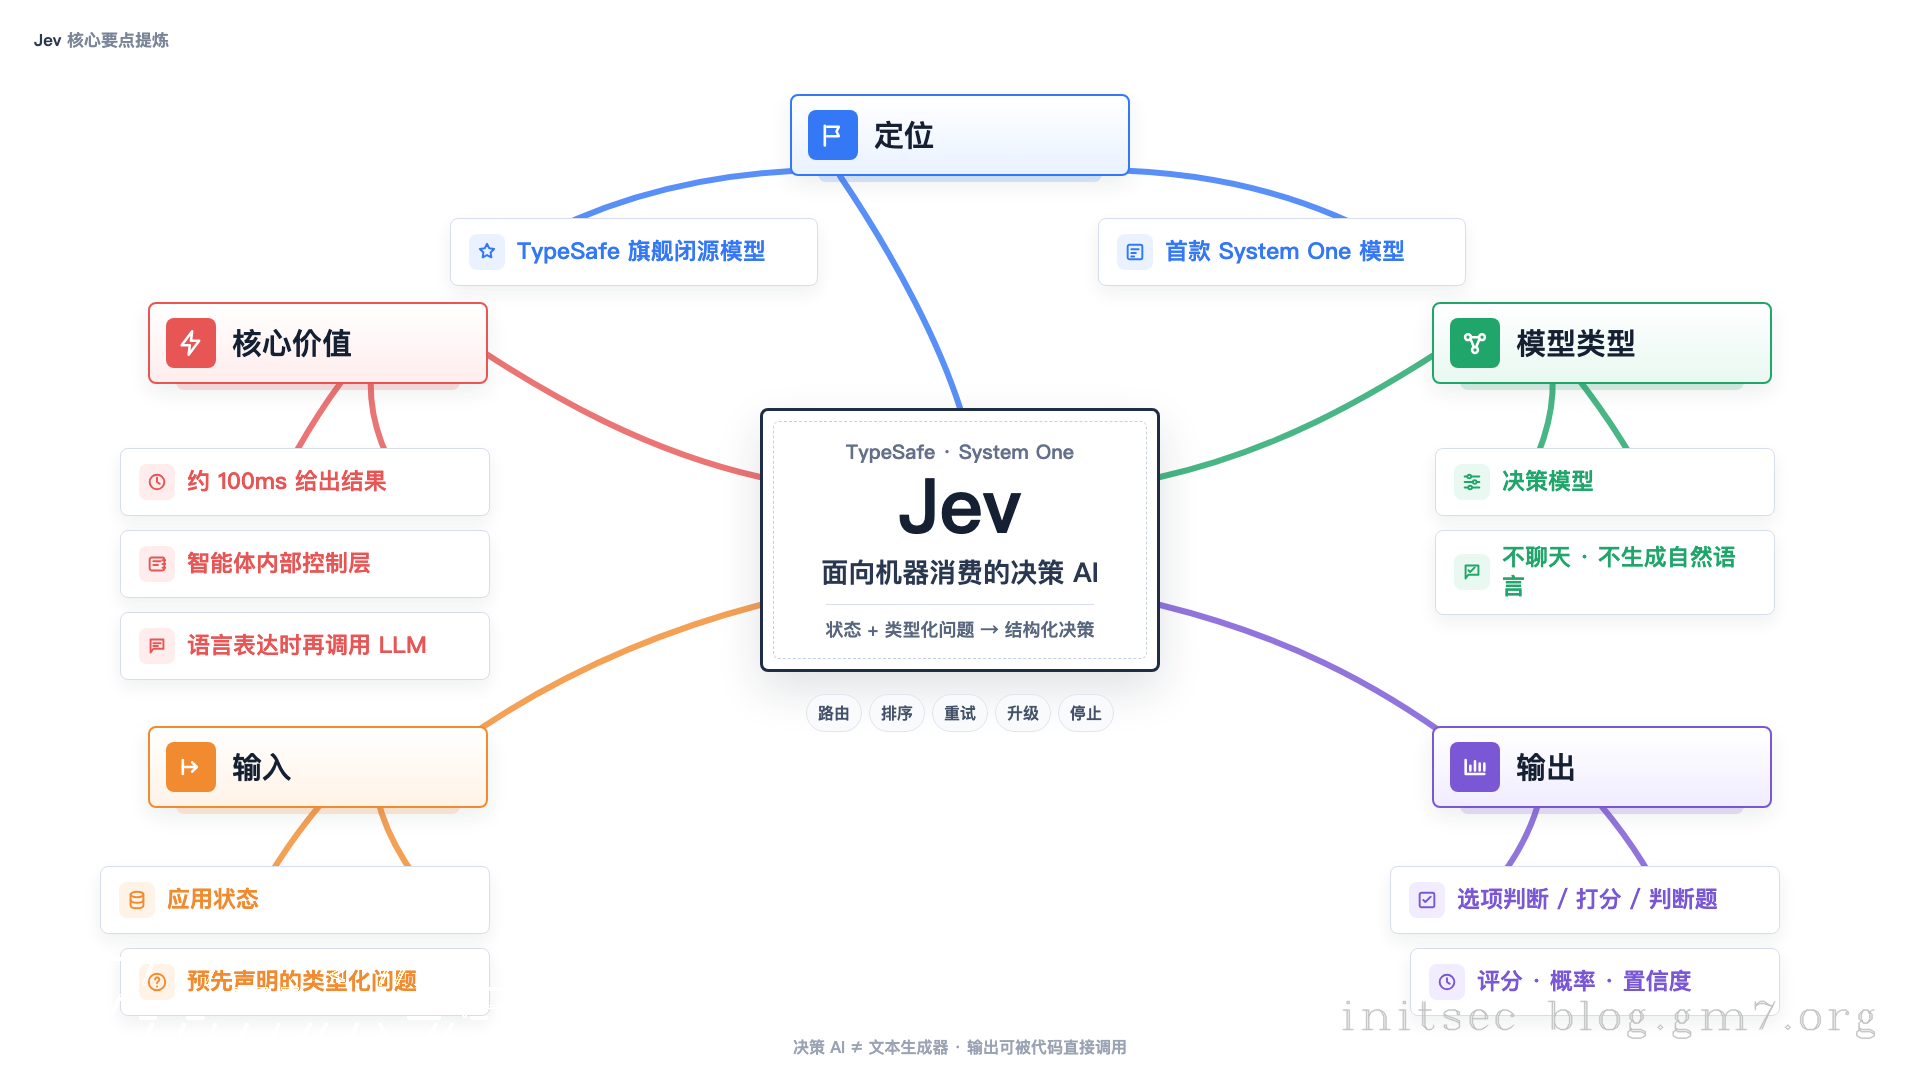 Jev 核心要点提炼
定位
TypeSafe 旗舰闭源模型
首款 System One 模型
核心价值
约 100ms 给出结果
智能体内部控制层
语言表达时再调用 LLM
模型类型
决策模型
不聊天 · 不生成自然语
言
TypeSafe · System One
Jev
面向机器消费的决策 AI
状态 + 类型化问题 → 结构化决策
路由
排序
重试
升级
停止
输入
应用状态
预先声明的类型化问题
输出
选项判断 / 打分 / 判断题
评分 · 概率 · 置信度
决策 AI ≠ 文本生成器 · 输出可被代码直接调用
initsec blog.gm7.org